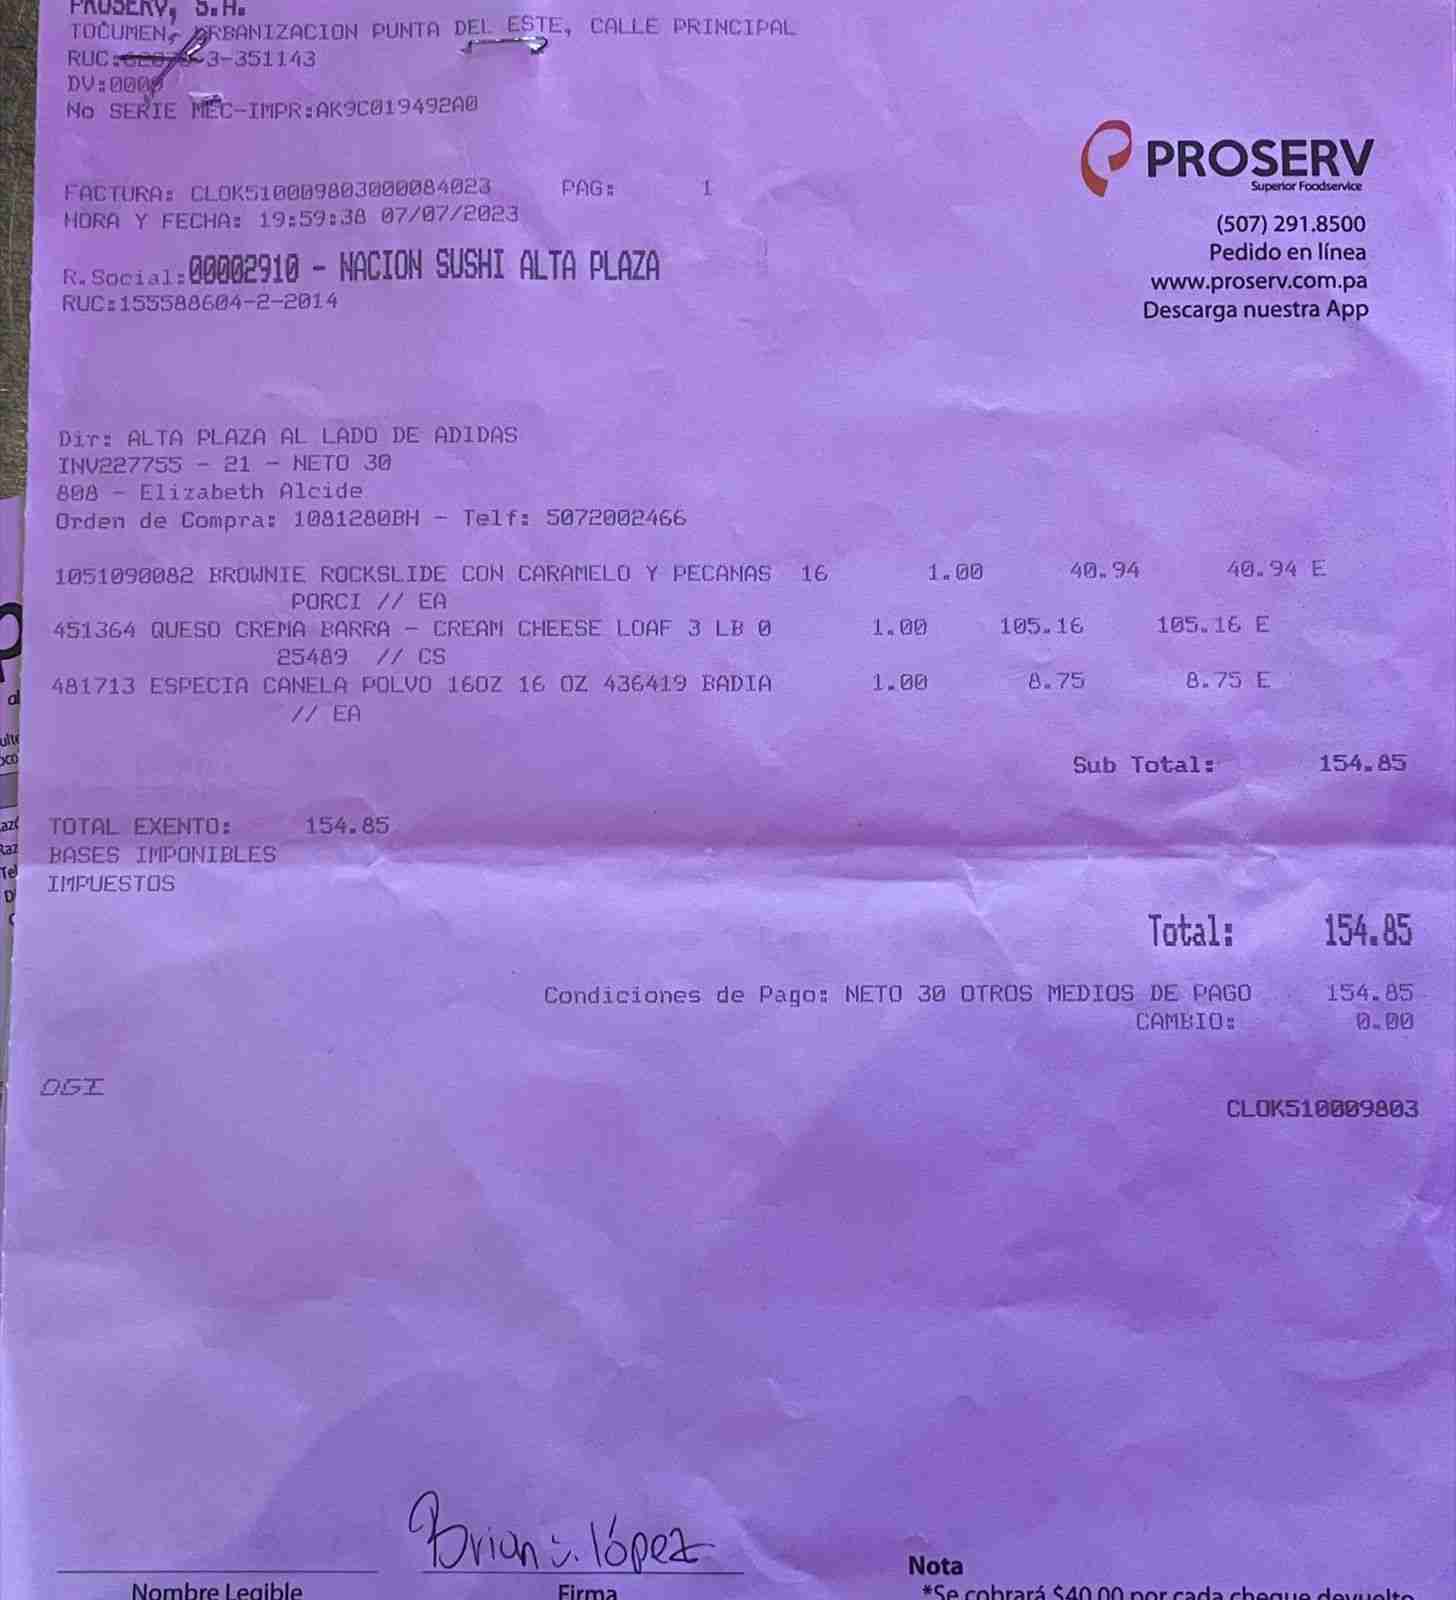 PROSERV, S.A.
TOCUMEN, URBANIZACION PUNTA DEL ESTE, CALLE PRINCIPAL
RUC: 3-351143
DV:0000
No SERIE MEC-IMPR:AK9C019492A0
PROSERV
Superior Foodservice
(507) 291.8500
Pedido en línea
www.proserv.com.pa
Descarga nuestra App
FACTURA: CLOK510009803000084023 PAG: 1
HORA Y FECHA: 19:59:38 07/07/2023
R.Social:00002910 - NACION SUSHI ALTA PLAZA
RUC:155588604-2-2014
Dir: ALTA PLAZA AL LADO DE ADIDAS
INV227755 - 21 - NETO 30
808 - Elizabeth Alcide
Orden de Compra: 1081280BH - Telf: 5072002466
1051090082 BROWNIE ROCKSLIDE CON CARAMELO Y PECANAS 16 1.00 40.94 40.94 E
PORCI // EA
451364 QUESO CREMA BARRA - CREAM CHEESE LOAF 3 LB 0 1.00 105.16 105.16 E
25489 // CS
481713 ESPECIA CANELA POLVO 16OZ 16 OZ 436419 BADIA 1.00 8.75 8.75 E
// EA
Sub Total: 154.85
TOTAL EXENTO: 154.85
BASES IMPONIBLES
IMPUESTOS
Total: 154.85
Condiciones de Pago: NETO 30 OTROS MEDIOS DE PAGO 154.85
CAMBIO: 0.00
DGI
CLOK510009803
Brian J. López
Nombre Legible
Firma
Nota
*Se cobrará $40.00 por cada cheque devuelto